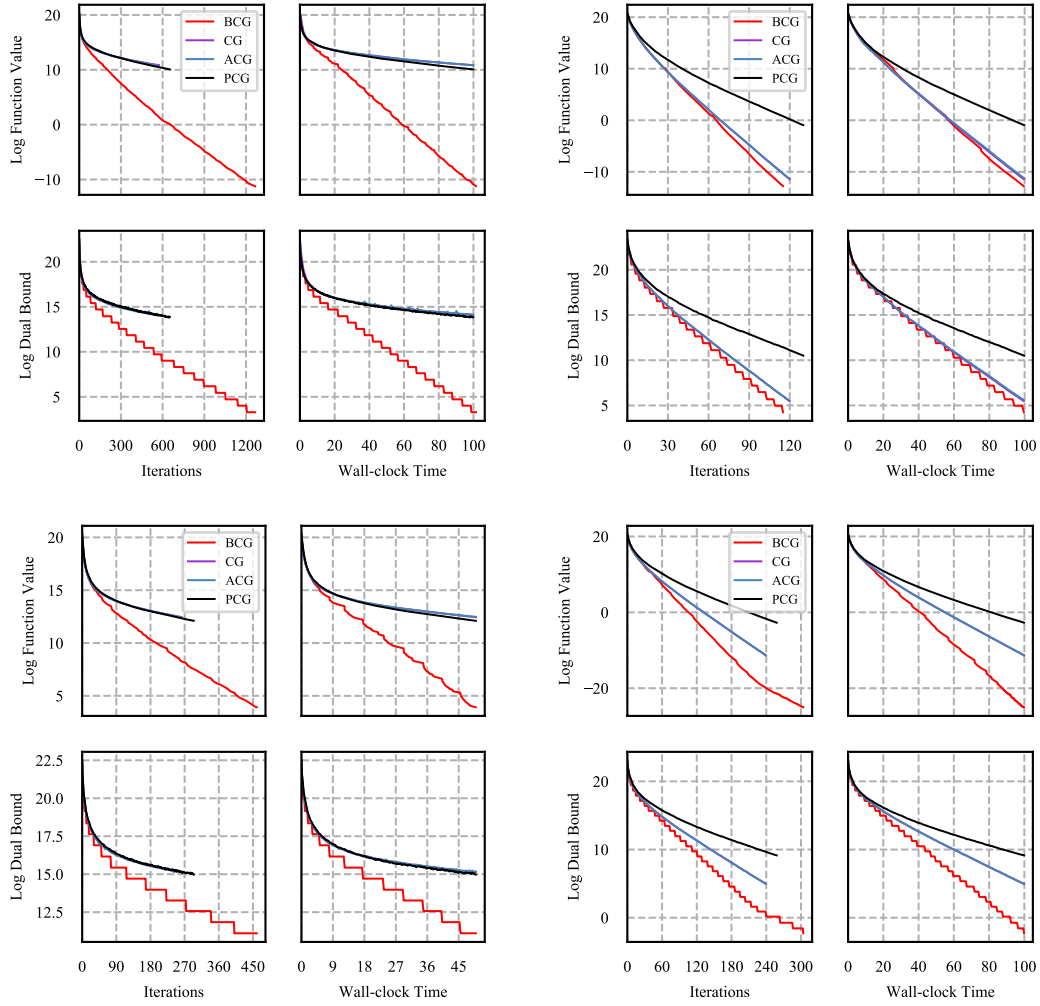 20
10
0
−10
Log Function Value
BCG
CG
ACG
PCG
20
15
10
5
Log Dual Bound
0 300 600 900 1200
Iterations
0 20 40 60 80 100
Wall-clock Time
20
10
0
−10
Log Function Value
BCG
CG
ACG
PCG
20
15
10
5
Log Dual Bound
0 30 60 90 120
Iterations
0 20 40 60 80 100
Wall-clock Time
20
15
10
5
Log Function Value
BCG
CG
ACG
PCG
22.5
20.0
17.5
15.0
12.5
Log Dual Bound
0 90 180 270 360 450
Iterations
0 9 18 27 36 45
Wall-clock Time
20
0
−20
Log Function Value
BCG
CG
ACG
PCG
20
10
0
Log Dual Bound
0 60 120 180 240 300
Iterations
0 20 40 60 80 100
Wall-clock Time